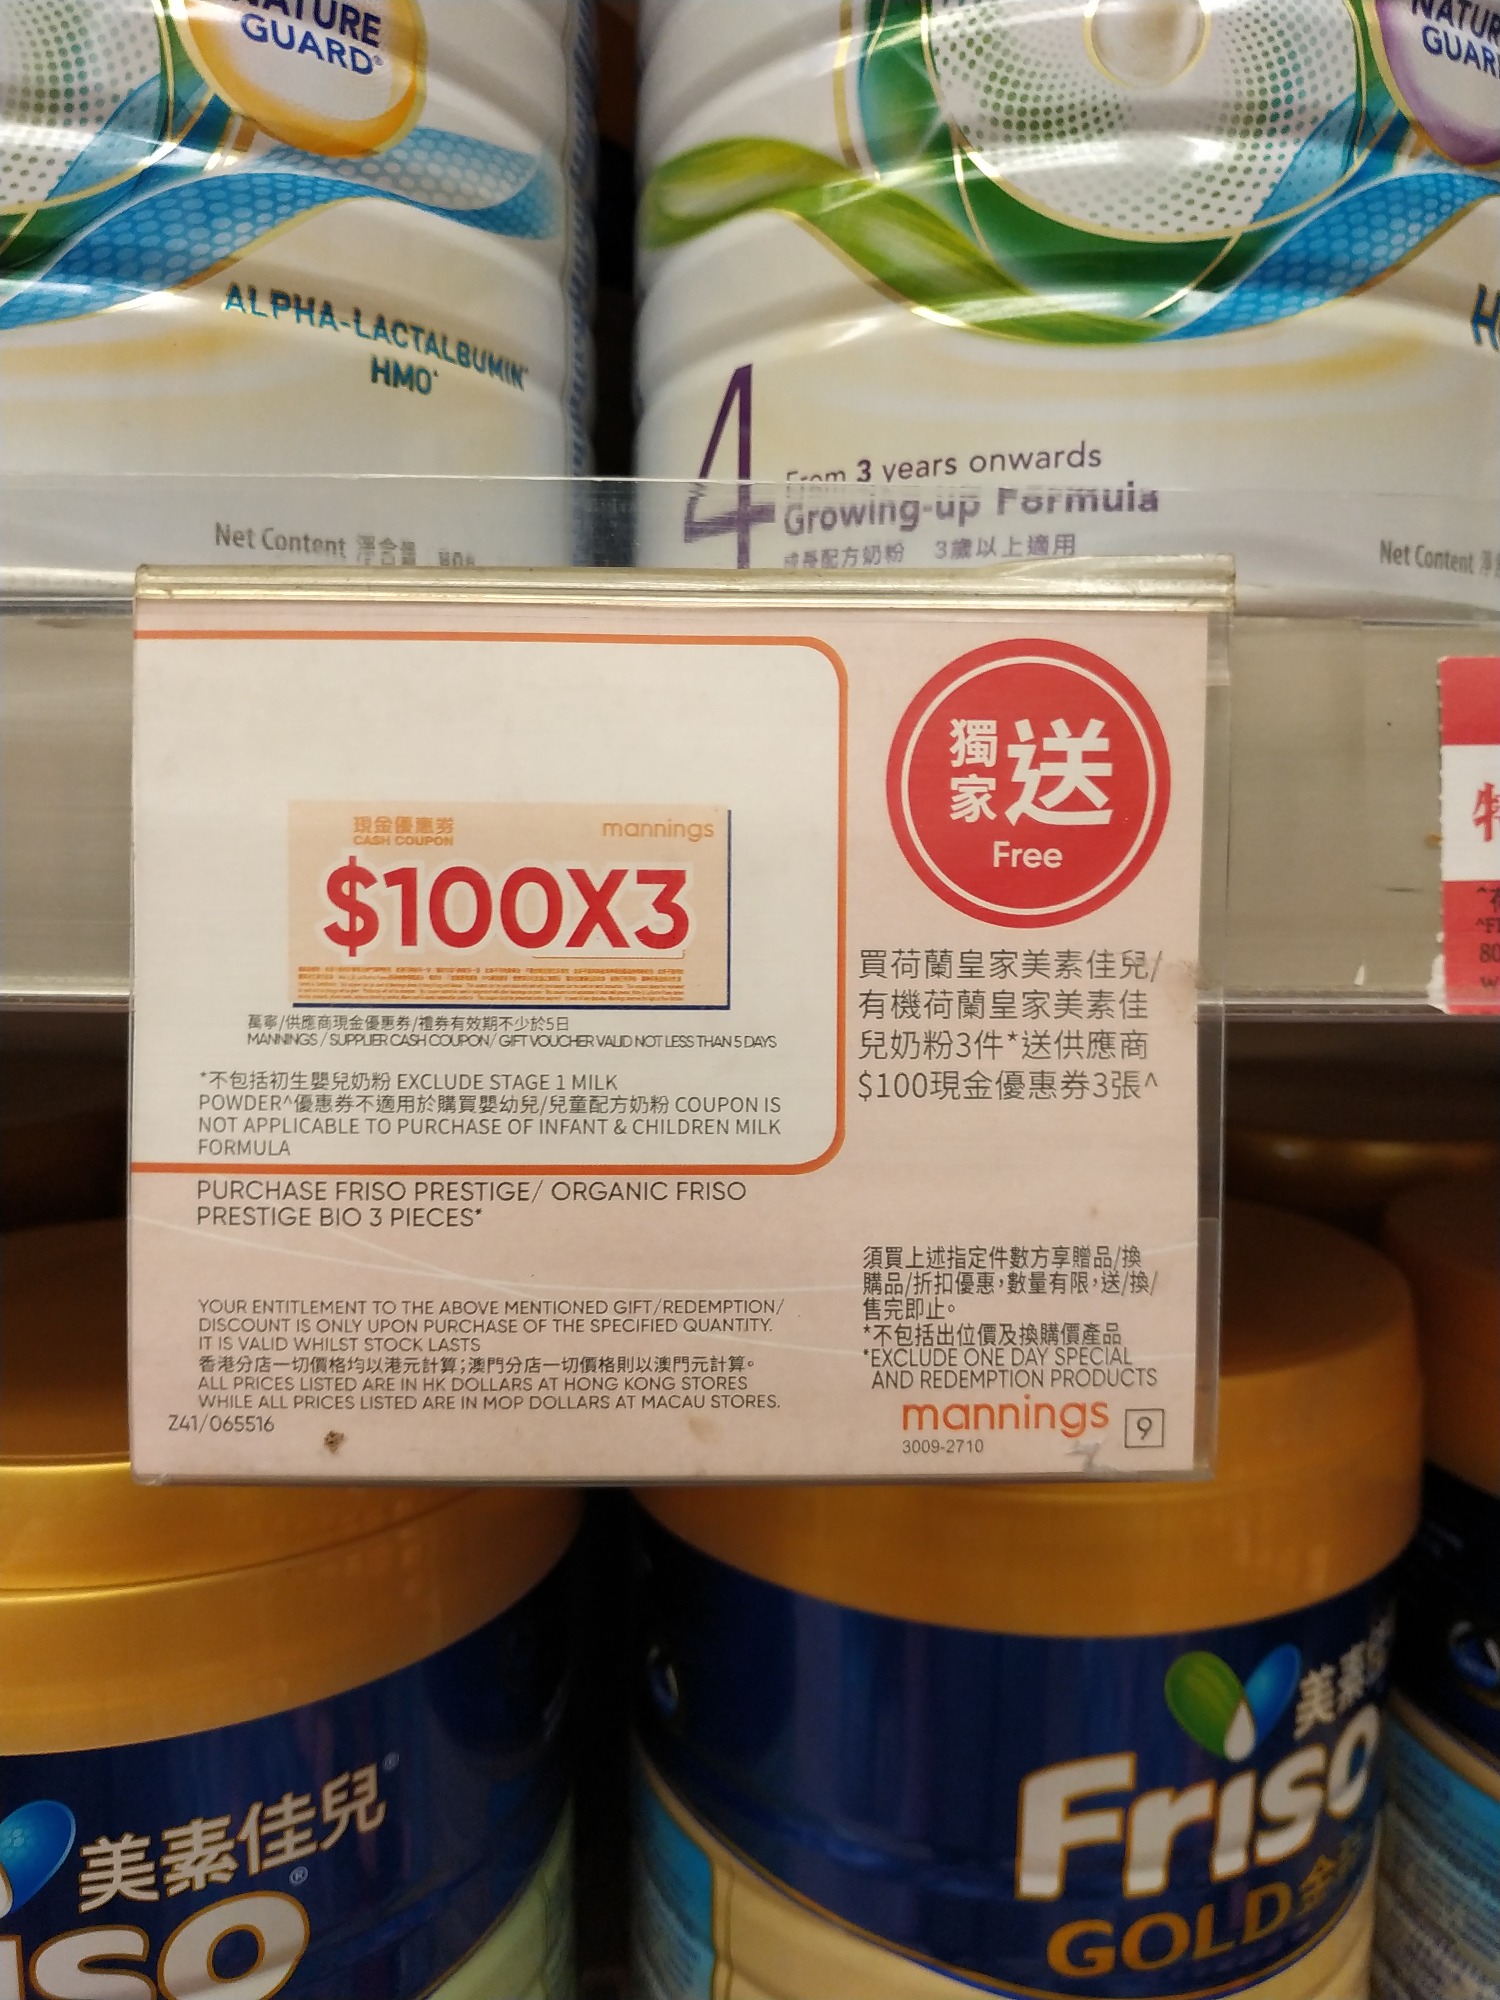 NATURE
GUARD®
NATUR
GUAR
ALPHA-LACTALBUMIN
HMO
4
From 3 years onwards
Growing-up Formula
成長配方奶粉 3歲以上適用
Net Content 淨含量
Net Content
現金優惠券
CASH COUPON
mannings
$100X3
萬寧/供應商現金優惠券/禮券有效期不少於5日
MANNINGS / SUPPLIER CASH COUPON/ GIFT VOUCHER VALID NOT LESS THAN 5 DAYS
*不包括初生嬰兒奶粉 EXCLUDE STAGE 1 MILK
POWDER^優惠券不適用於購買嬰幼兒/兒童配方奶粉 COUPON IS
NOT APPLICABLE TO PURCHASE OF INFANT & CHILDREN MILK
FORMULA
獨家送
Free
買荷蘭皇家美素佳兒/
有機荷蘭皇家美素佳
兒奶粉3件*送供應商
$100現金優惠券3張^
PURCHASE FRISO PRESTIGE/ ORGANIC FRISO
PRESTIGE BIO 3 PIECES*
YOUR ENTITLEMENT TO THE ABOVE MENTIONED GIFT/REDEMPTION/
DISCOUNT IS ONLY UPON PURCHASE OF THE SPECIFIED QUANTITY.
IT IS VALID WHILST STOCK LASTS
香港分店一切價格均以港元計算;澳門分店一切價格則以澳門元計算。
ALL PRICES LISTED ARE IN HK DOLLARS AT HONG KONG STORES
WHILE ALL PRICES LISTED ARE IN MOP DOLLARS AT MACAU STORES.
Z41/065516
須買上述指定件數方享贈品/換
購品/折扣優惠,數量有限,送/換/
售完即止。
*不包括出位價及換購價產品
*EXCLUDE ONE DAY SPECIAL
AND REDEMPTION PRODUCTS
mannings
3009-2710
9
特
80
美素佳兒®
iso®
美素佳
Friso
GOLD金